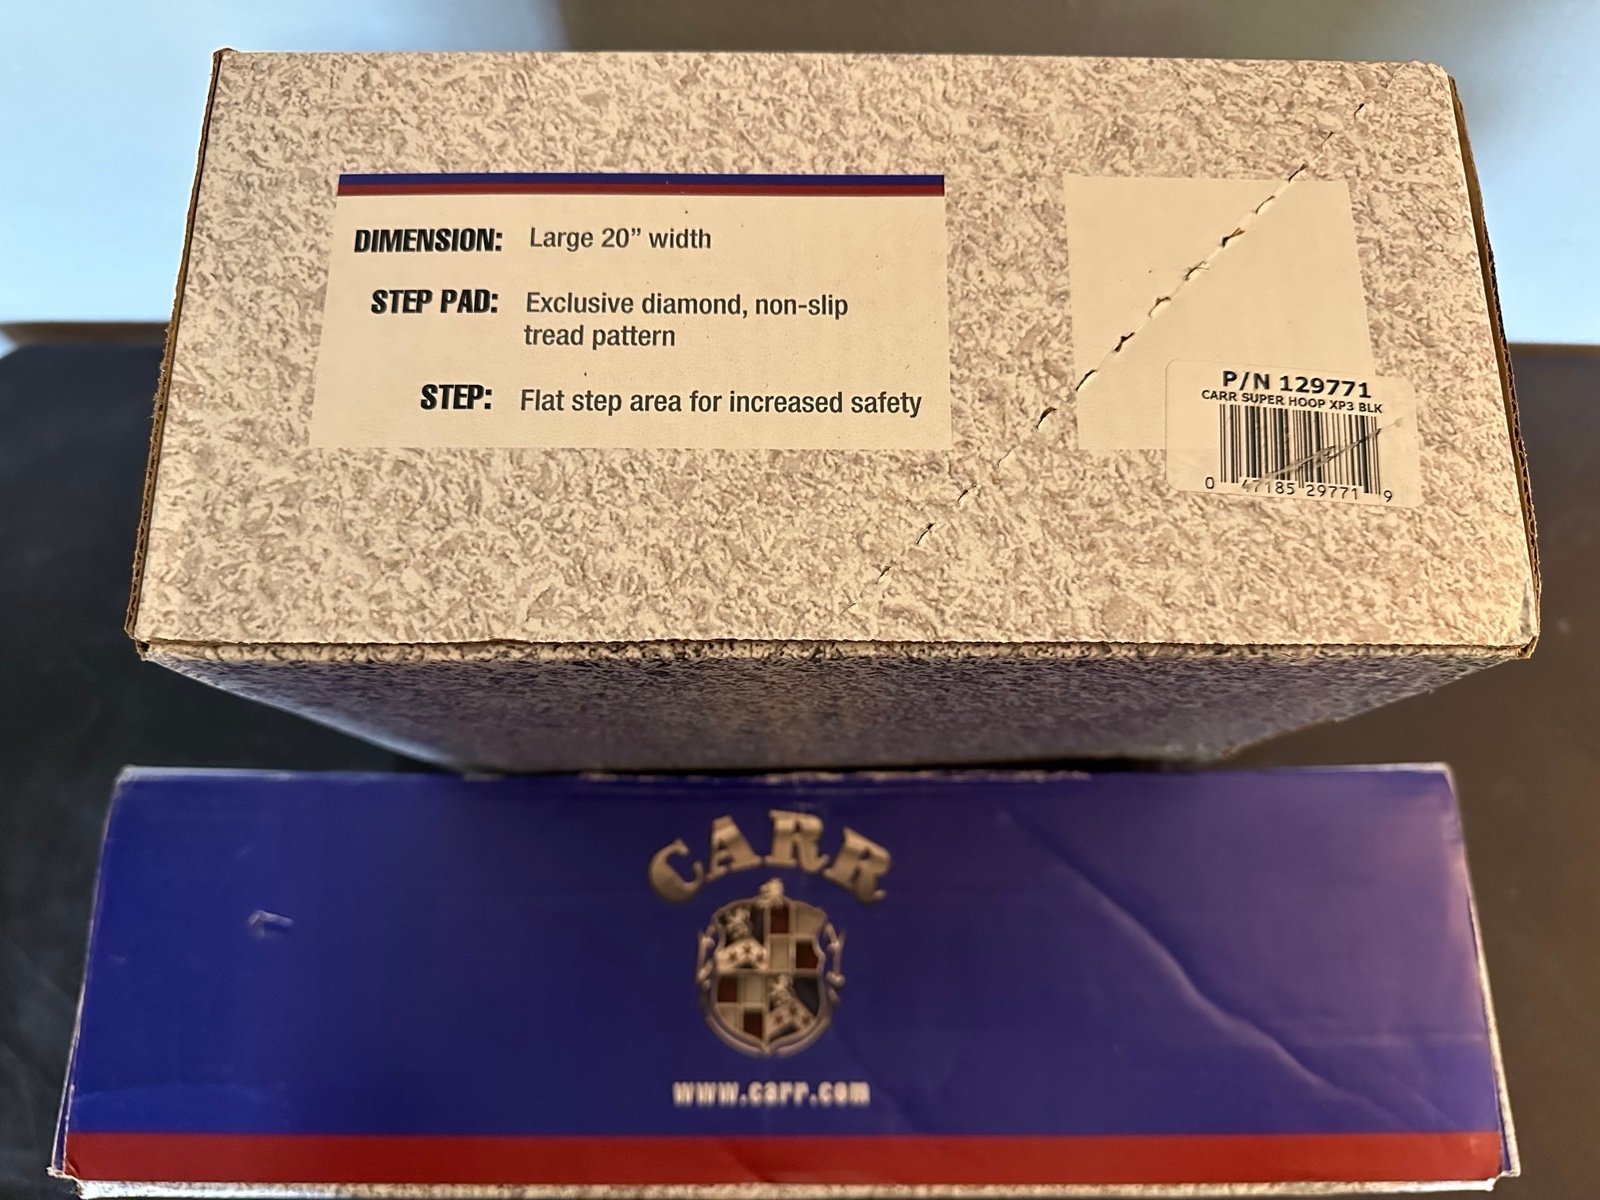 DIMENSION: Large 20” width
STEP PAD: Exclusive diamond, non-slip
tread pattern
STEP: Flat step area for increased safety
P/N 129771
CARR SUPER HOOP XP3 BLK
0 47185 29771 9
CARR
www.carr.com